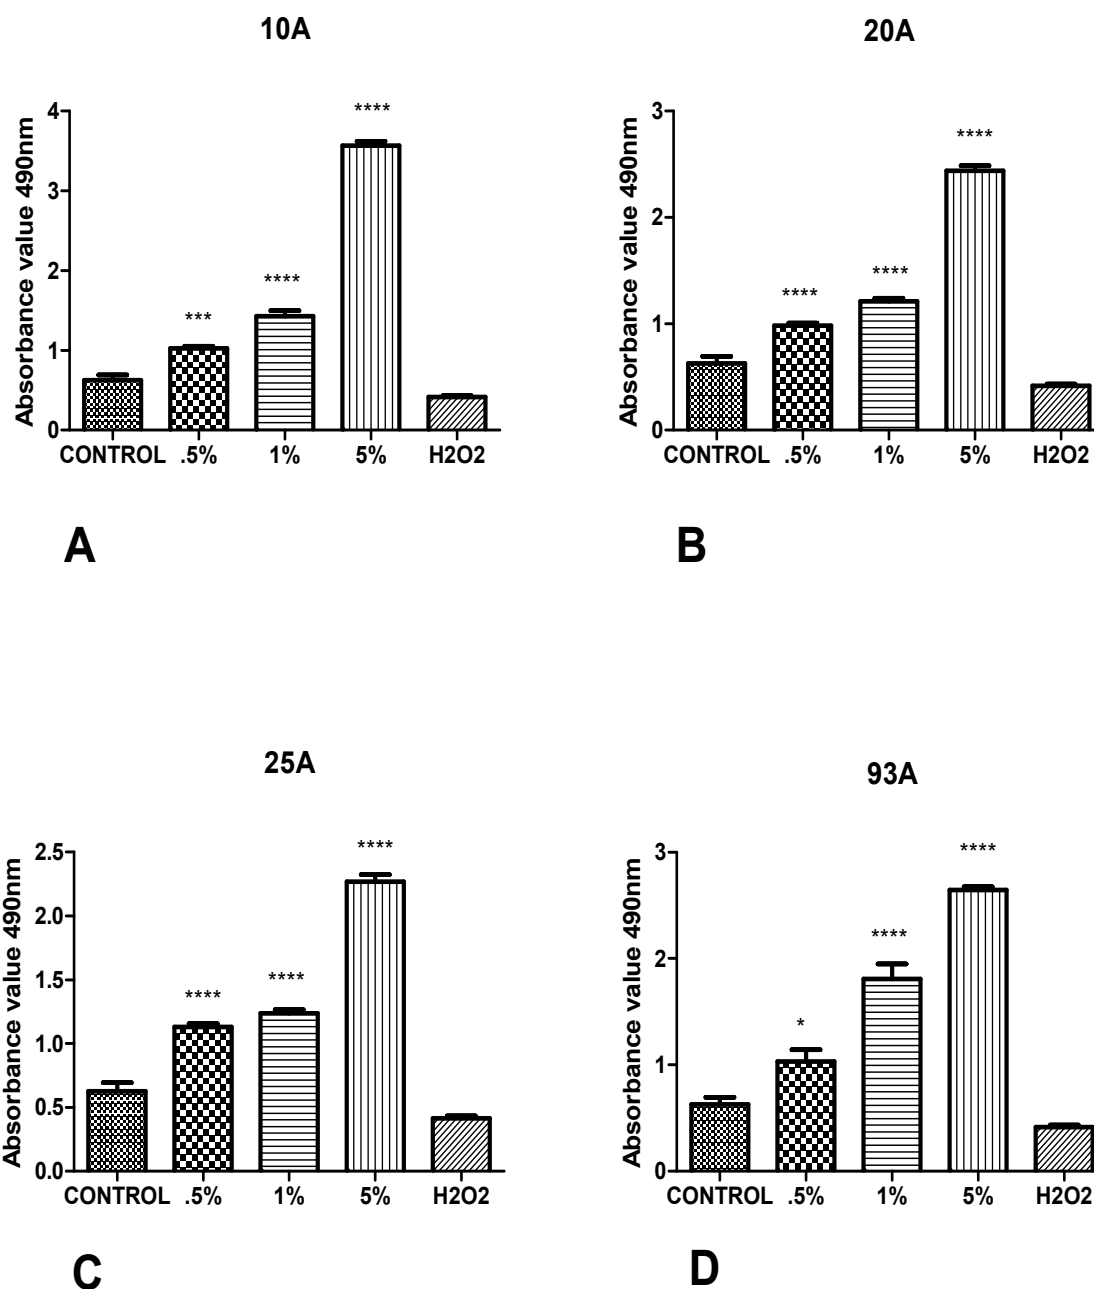 10A
Absorbance value 490nm
4
3
2
1
0
***
****
****
CONTROL .5% 1% 5% H2O2
A
20A
Absorbance value 490nm
3
2
1
0
****
****
****
CONTROL .5% 1% 5% H2O2
B
25A
Absorbance value 490nm
2.5
2.0
1.5
1.0
0.5
0.0
****
****
****
CONTROL .5% 1% 5% H2O2
C
93A
Absorbance value 490nm
3
2
1
0
*
****
****
CONTROL .5% 1% 5% H2O2
D